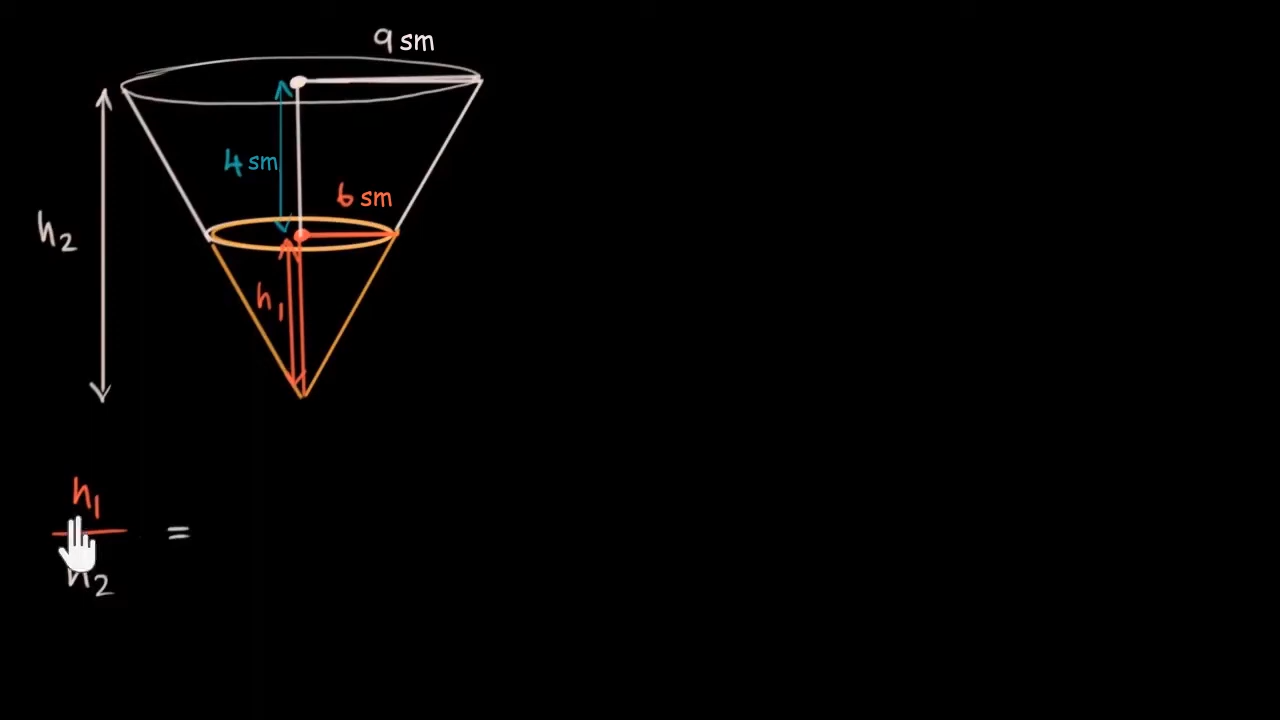 9 sm
4 sm
6 sm
h₂
h₁
h₁
=
h₂